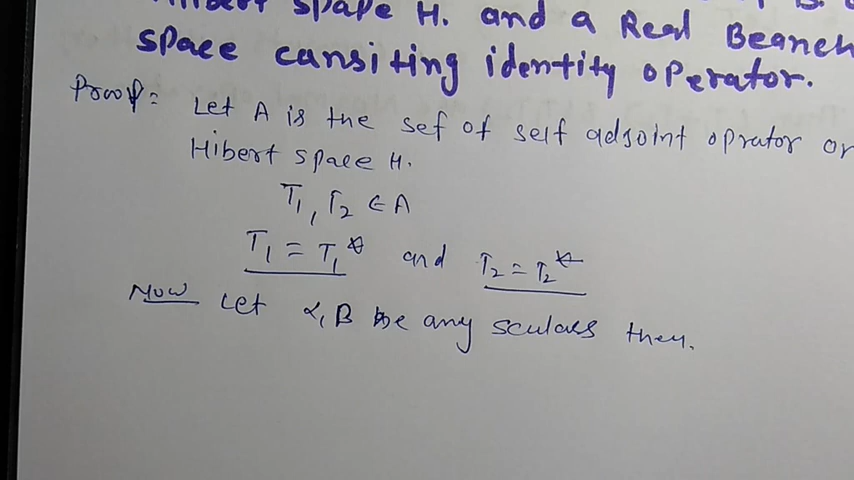 Hibert space H. and a Real Beanch
space cansiting identity operator.
Proof: Let A is the sef of self adjoint oprator on
Hibert space H.
T₁, T₂ ∈ A
T₁ = T₁* and T₂ = T₂*
Now Let α, β be any sculars then.